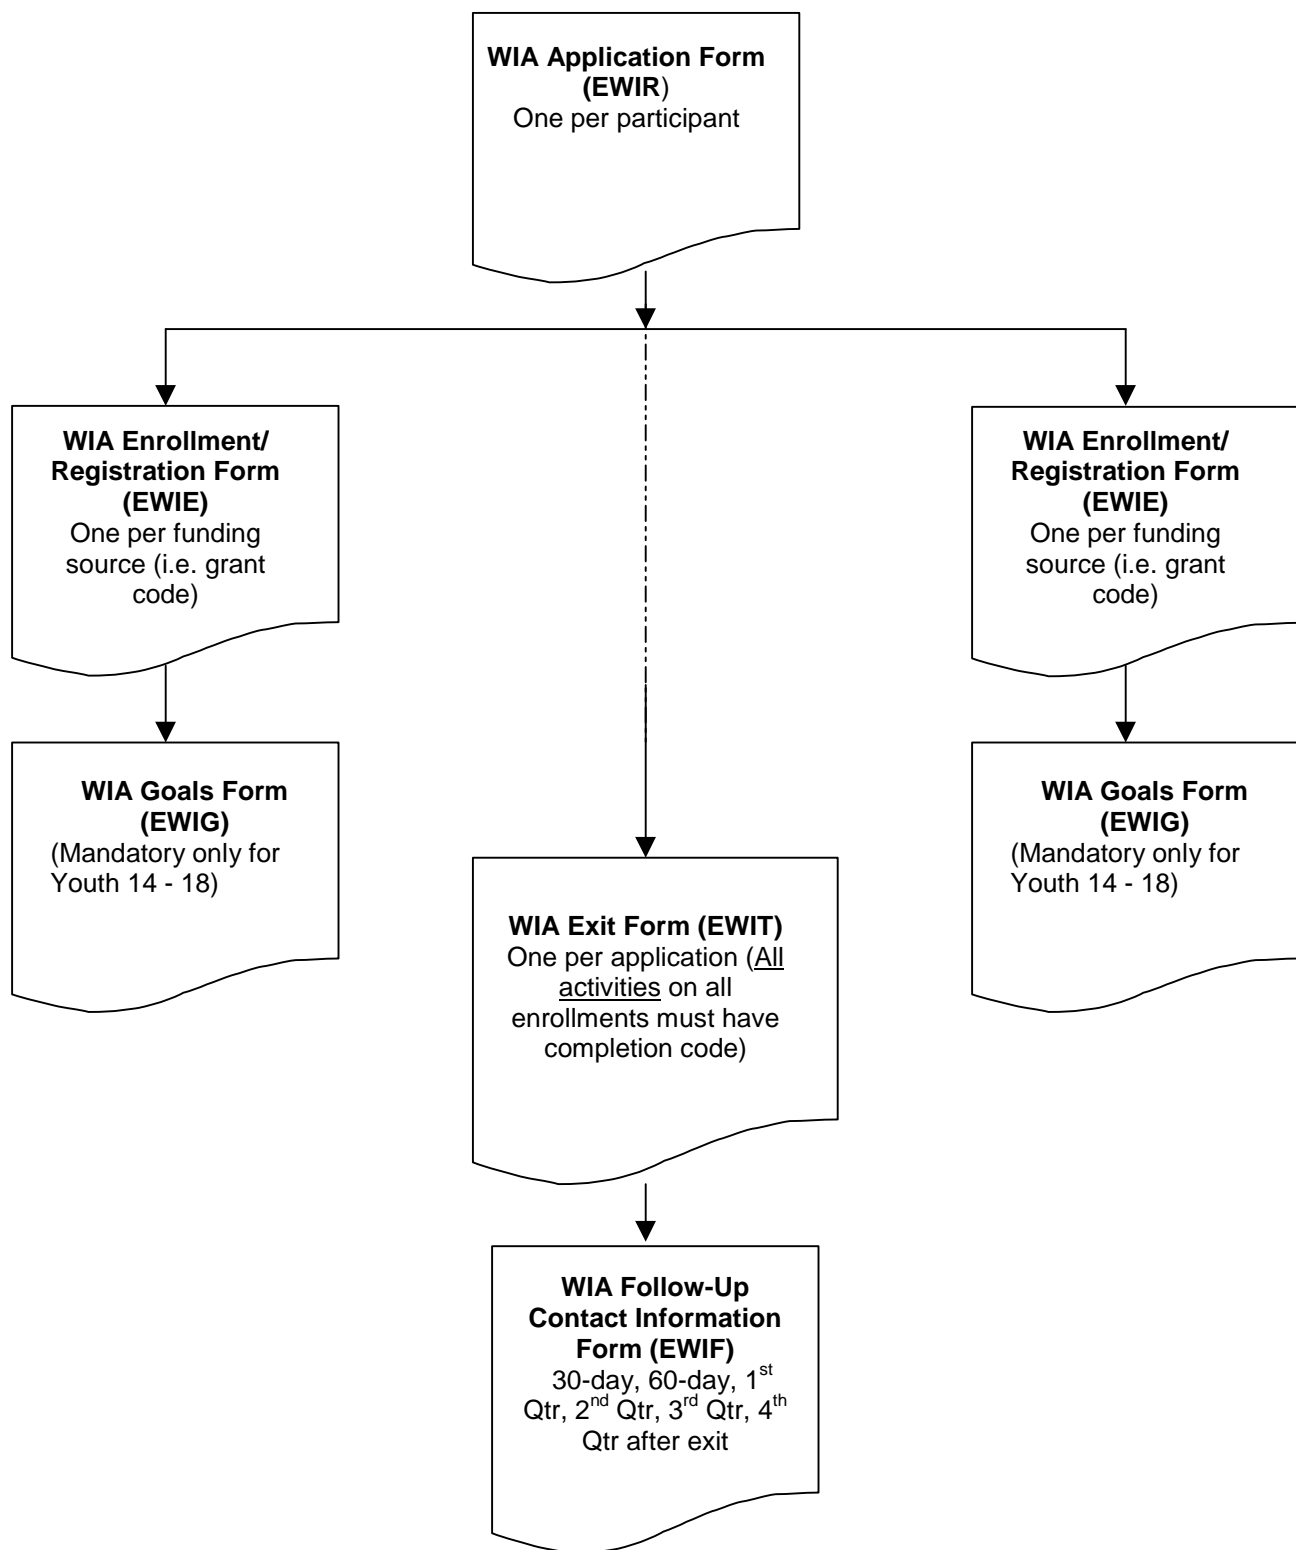 WIA Application Form
(EWIR)
One per participant
WIA Enrollment/
Registration Form
(EWIE)
One per funding
source (i.e. grant
code)
WIA Enrollment/
Registration Form
(EWIE)
One per funding
source (i.e. grant
code)
WIA Goals Form
(EWIG)
(Mandatory only for
Youth 14 - 18)
WIA Goals Form
(EWIG)
(Mandatory only for
Youth 14 - 18)
WIA Exit Form (EWIT)
One per application (All
activities on all
enrollments must have
completion code)
WIA Follow-Up
Contact Information
Form (EWIF)
30-day, 60-day, 1st
Qtr, 2nd Qtr, 3rd Qtr, 4th
Qtr after exit